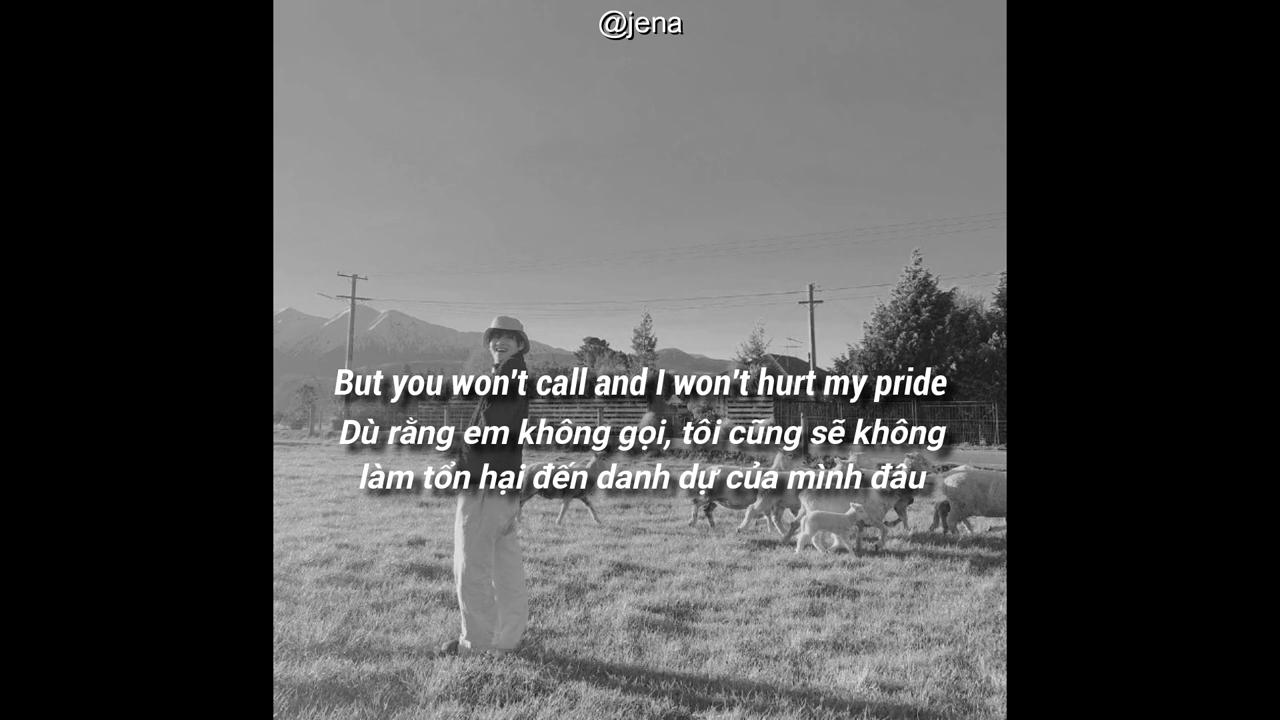 @jena
But you won't call and I won't hurt my pride
Dù rằng em không gọi, tôi cũng sẽ không
làm tổn hại đến danh dự của mình đâu